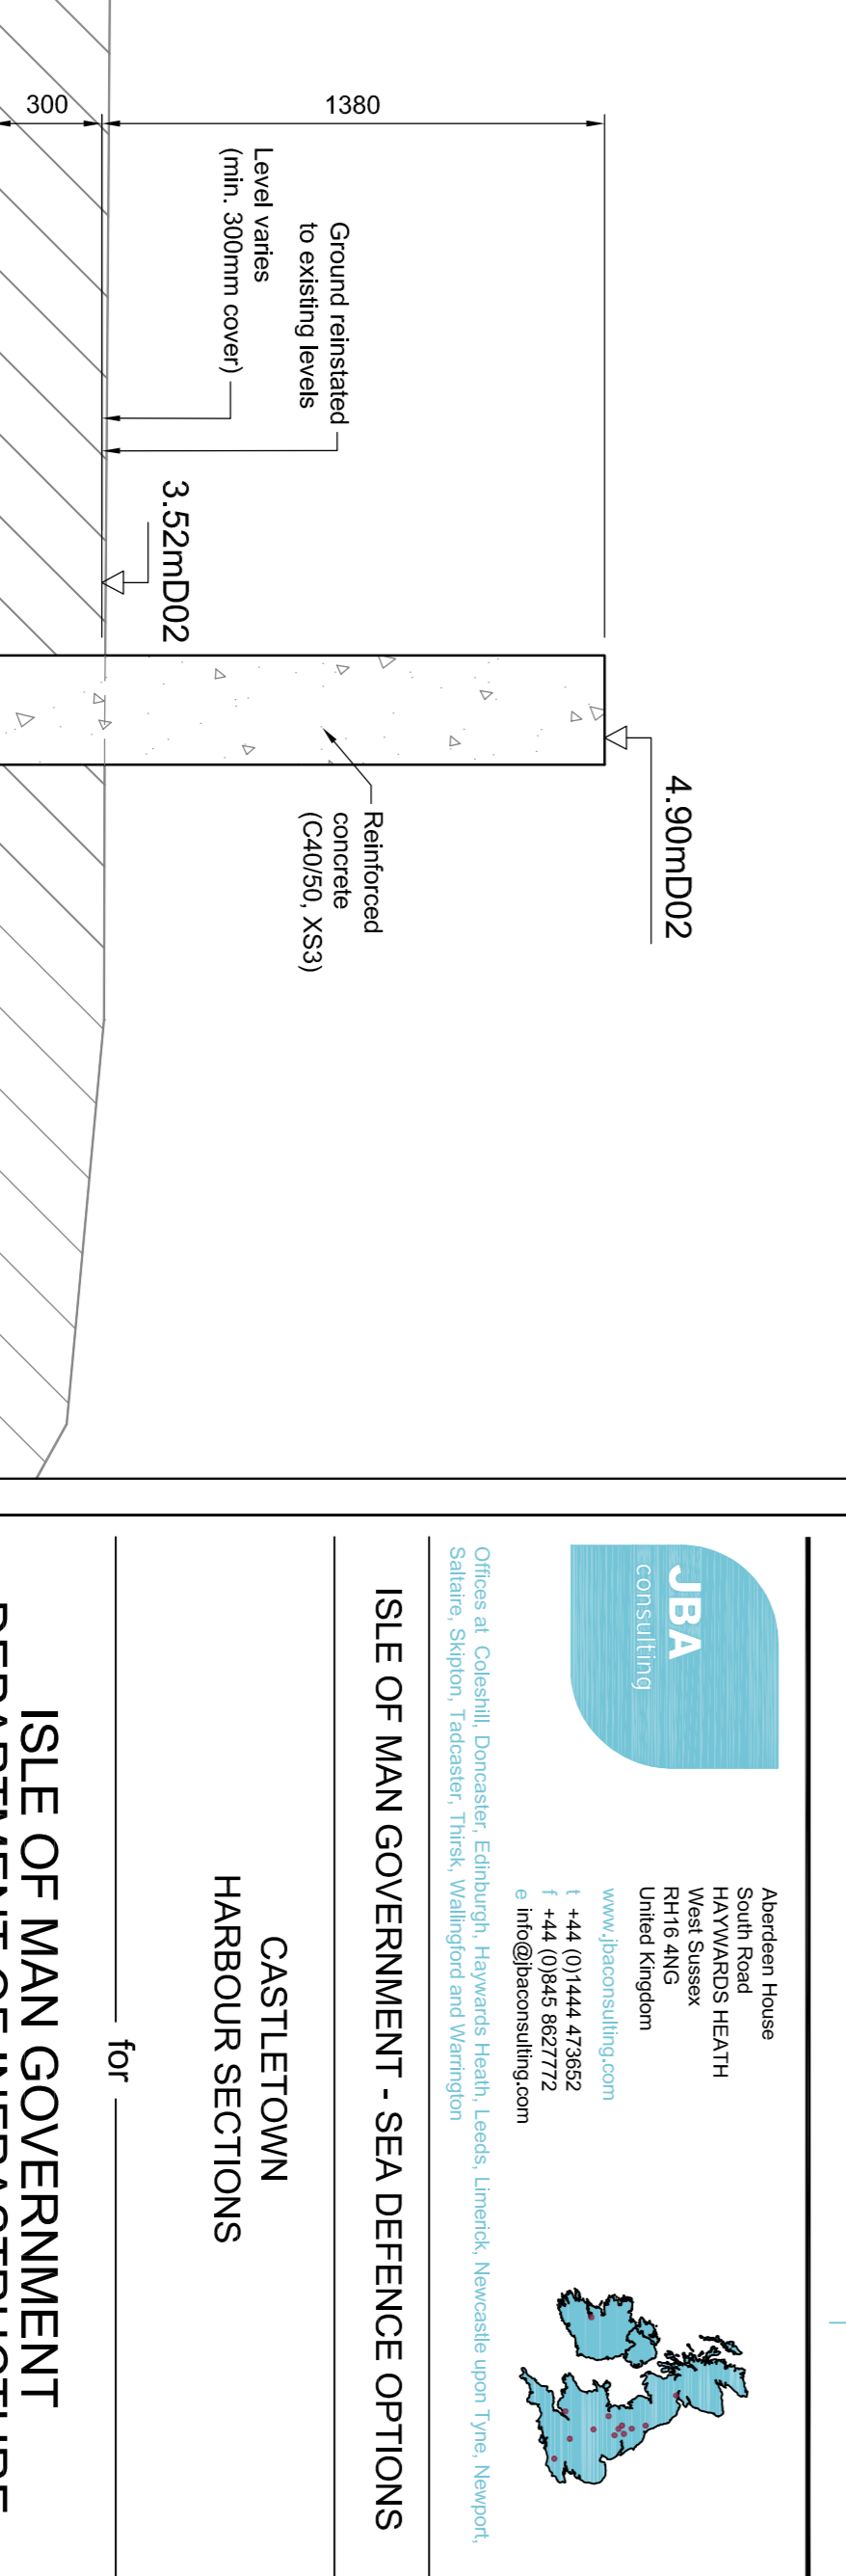 4.90mD02
1380
Ground reinstated
to existing levels
Level varies
(min. 300mm cover)
3.52mD02
Reinforced
concrete
(C40/50, XS3)
300
JBA
consulting
Aberdeen House
South Road
HAYWARDS HEATH
West Sussex
RH16 4NG
United Kingdom
www.jbaconsulting.com
t +44 (0)1444 473652
f +44 (0)845 8627772
e info@jbaconsulting.com
Offices at Coleshill, Doncaster, Edinburgh, Haywards Heath, Leeds, Limerick, Newcastle upon Tyne, Newport,
Saltaire, Skipton, Tadcaster, Thirsk, Wallingford and Warrington
ISLE OF MAN GOVERNMENT - SEA DEFENCE OPTIONS
CASTLETOWN
HARBOUR SECTIONS
for
ISLE OF MAN GOVERNMENT
DEPARTMENT OF INFRASTRUCTURE